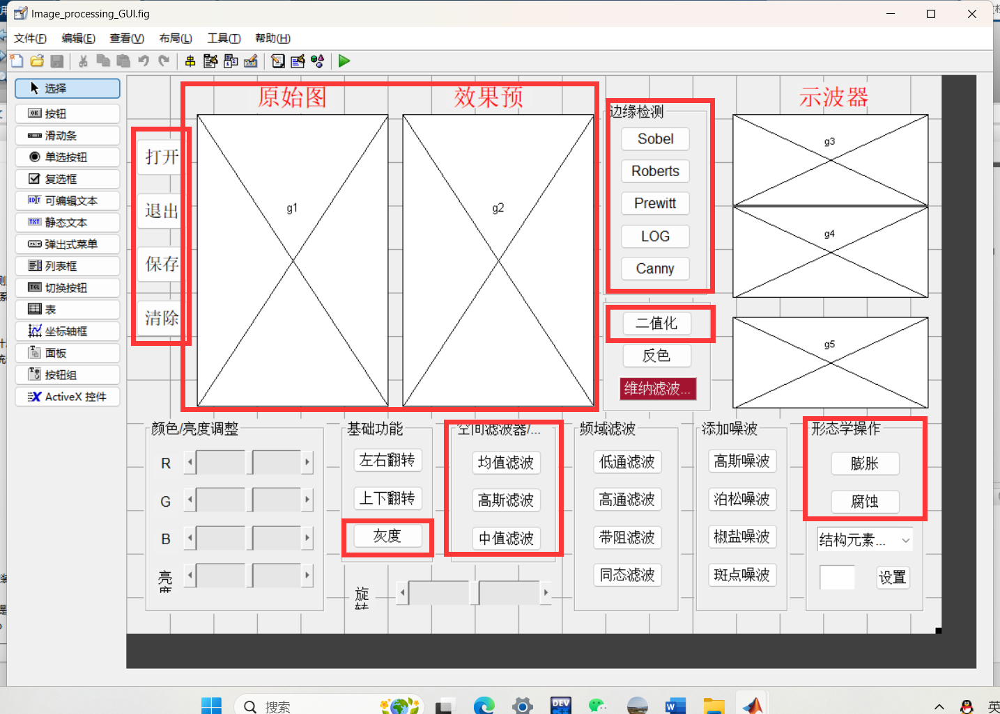 Image_processing_GUI.fig
文件(F) 编辑(E) 查看(V) 布局(L) 工具(T) 帮助(H)
选择
按钮
滑动条
单选按钮
复选框
可编辑文本
静态文本
弹出式菜单
列表框
切换按钮
表
坐标轴框
面板
按钮组
ActiveX 控件
原始图
效果预
示波器
打开
退出
保存
清除
g1
g2
边缘检测
Sobel
Roberts
Prewitt
LOG
Canny
二值化
反色
维纳滤波...
g3
g4
g5
颜色/亮度调整
R
G
B
亮度
基础功能
左右翻转
上下翻转
灰度
旋转
空间滤波器/...
均值滤波
高斯滤波
中值滤波
频域滤波
低通滤波
高通滤波
带阻滤波
同态滤波
添加噪波
高斯噪波
泊松噪波
椒盐噪波
斑点噪波
形态学操作
膨胀
腐蚀
结构元素...
设置
搜索
DEV
英